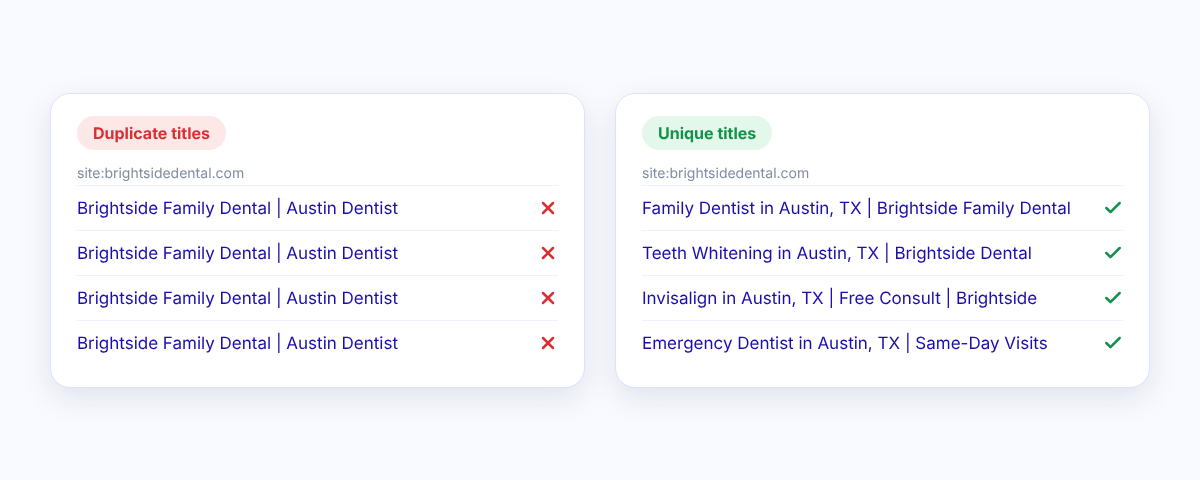 Duplicate titles
site:brightsidedental.com
Brightside Family Dental | Austin Dentist
Brightside Family Dental | Austin Dentist
Brightside Family Dental | Austin Dentist
Brightside Family Dental | Austin Dentist
Unique titles
site:brightsidedental.com
Family Dentist in Austin, TX | Brightside Family Dental
Teeth Whitening in Austin, TX | Brightside Dental
Invisalign in Austin, TX | Free Consult | Brightside
Emergency Dentist in Austin, TX | Same-Day Visits